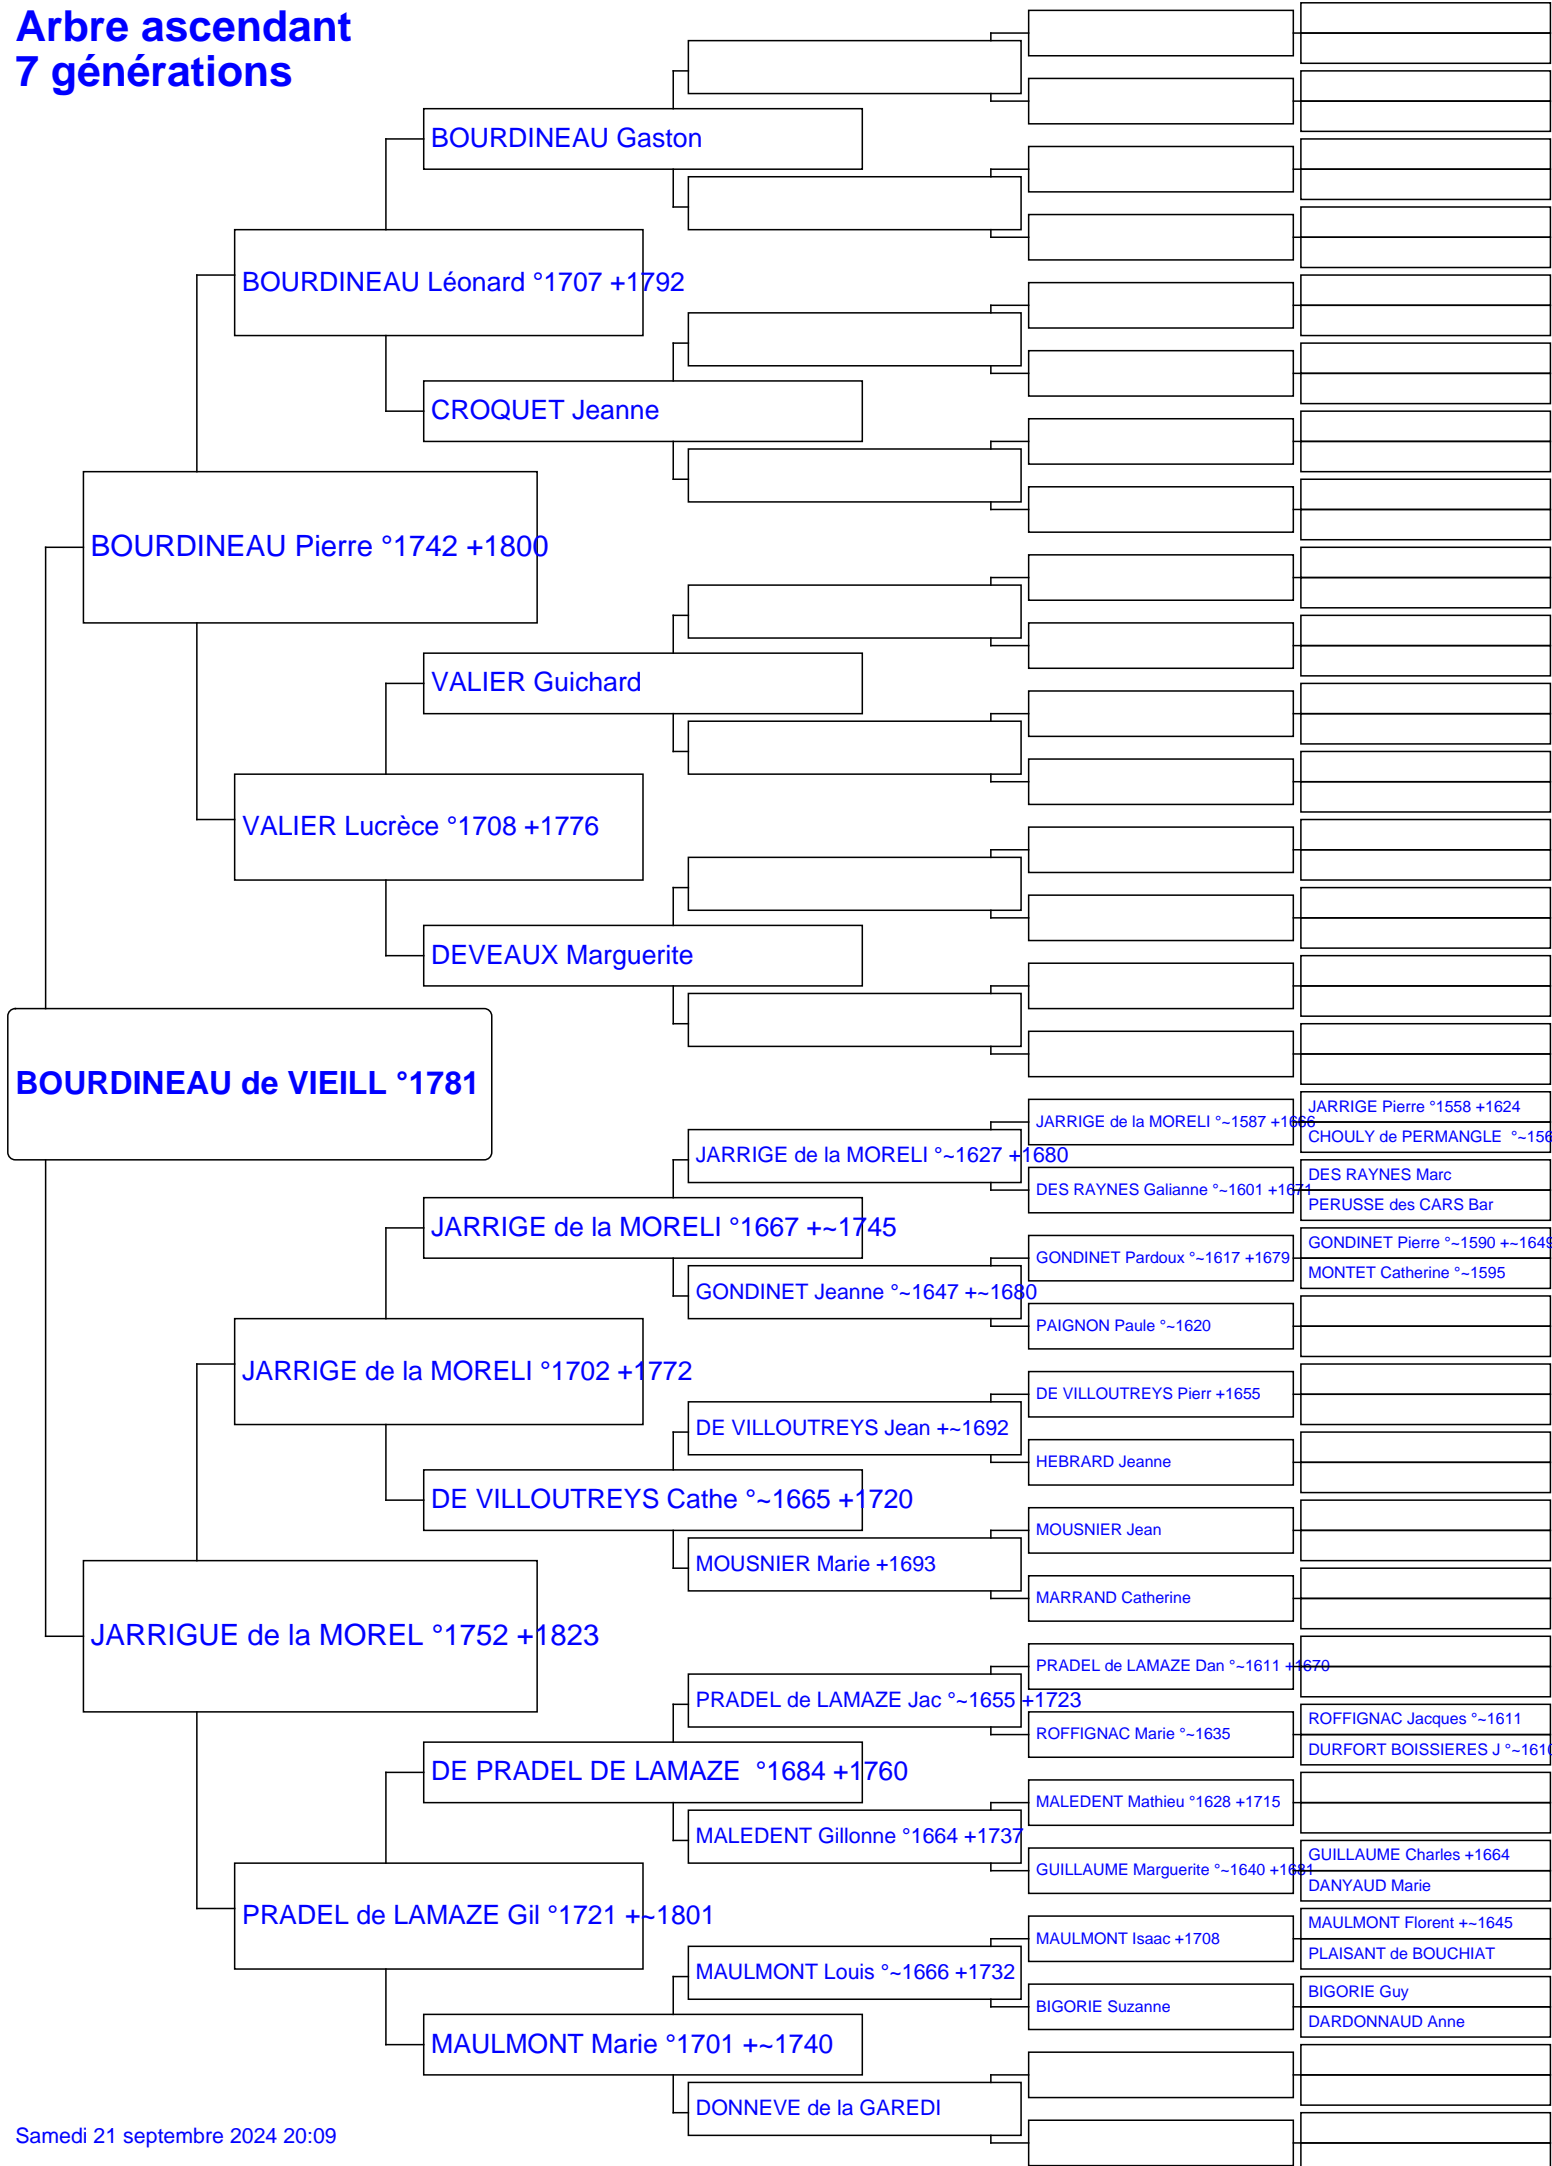 Arbre ascendant
7 générations
BOURDINEAU Gaston
BOURDINEAU Léonard °1707 +1792
CROQUET Jeanne
BOURDINEAU Pierre °1742 +1800
VALIER Guichard
VALIER Lucrèce °1708 +1776
DEVEAUX Marguerite
BOURDINEAU de VIEILL °1781
JARRIGE Pierre °1558 +1624
JARRIGE de la MORELI °~1587 +1666
CHOULY de PERMANGLE °~156
JARRIGE de la MORELI °~1627 +1680
DES RAYNES Marc
DES RAYNES Galianne °~1601 +1671
PERUSSE des CARS Bar
JARRIGE de la MORELI °1667 +~1745
GONDINET Pierre °~1590 +~1649
GONDINET Pardoux °~1617 +1679
MONTET Catherine °~1595
GONDINET Jeanne °~1647 +~1680
PAIGNON Paule °~1620
JARRIGE de la MORELI °1702 +1772
DE VILLOUTREYS Pierr +1655
DE VILLOUTREYS Jean +~1692
HEBRARD Jeanne
DE VILLOUTREYS Cathe °~1665 +1720
MOUSNIER Jean
MOUSNIER Marie +1693
MARRAND Catherine
JARRIGUE de la MOREL °1752 +1823
PRADEL de LAMAZE Dan °~1611 +1670
PRADEL de LAMAZE Jac °~1655 +1723
ROFFIGNAC Jacques °~1611
ROFFIGNAC Marie °~1635
DURFORT BOISSIERES J °~1610
DE PRADEL DE LAMAZE °1684 +1760
MALEDENT Mathieu °1628 +1715
MALEDENT Gillonne °1664 +1737
GUILLAUME Charles +1664
GUILLAUME Marguerite °~1640 +1681
DANYAUD Marie
PRADEL de LAMAZE Gil °1721 +~1801
MAULMONT Florent +~1645
MAULMONT Isaac +1708
PLAISANT de BOUCHIAT
MAULMONT Louis °~1666 +1732
BIGORIE Guy
BIGORIE Suzanne
DARDONNAUD Anne
MAULMONT Marie °1701 +~1740
DONNEVE de la GAREDI
Samedi 21 septembre 2024 20:09